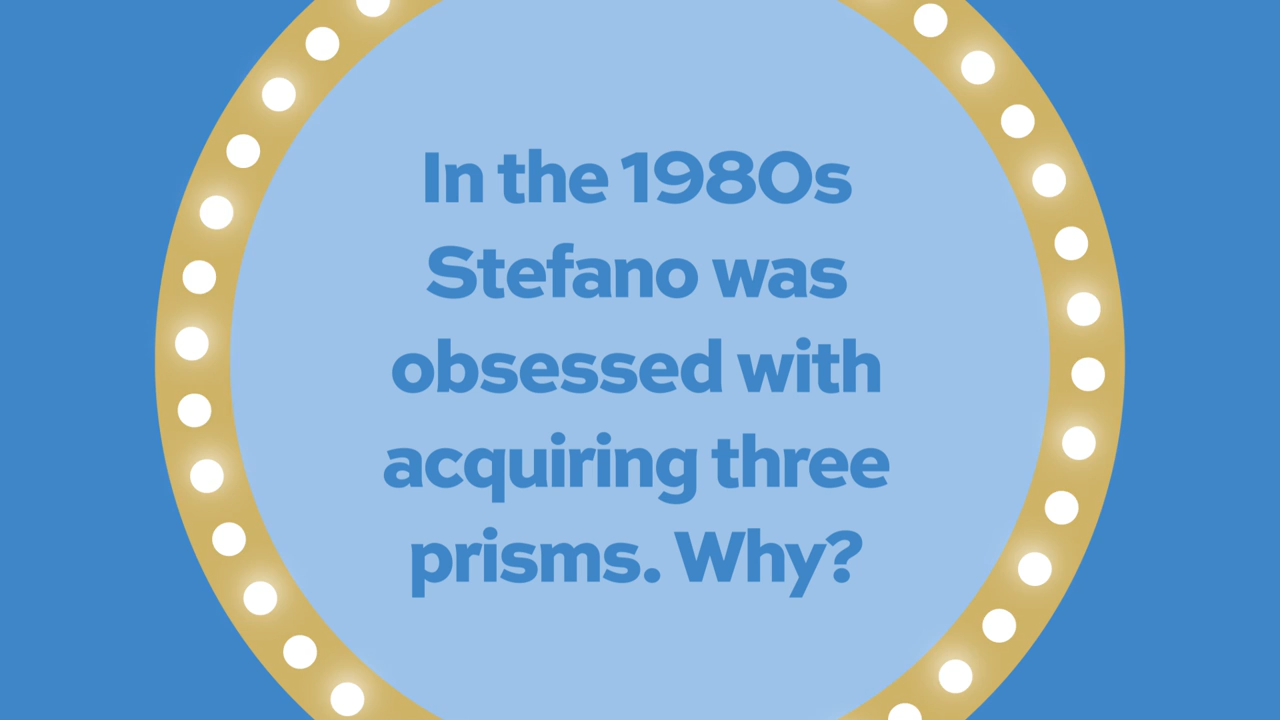 In the 1980s
Stefano was
obsessed with
acquiring three
prisms. Why?